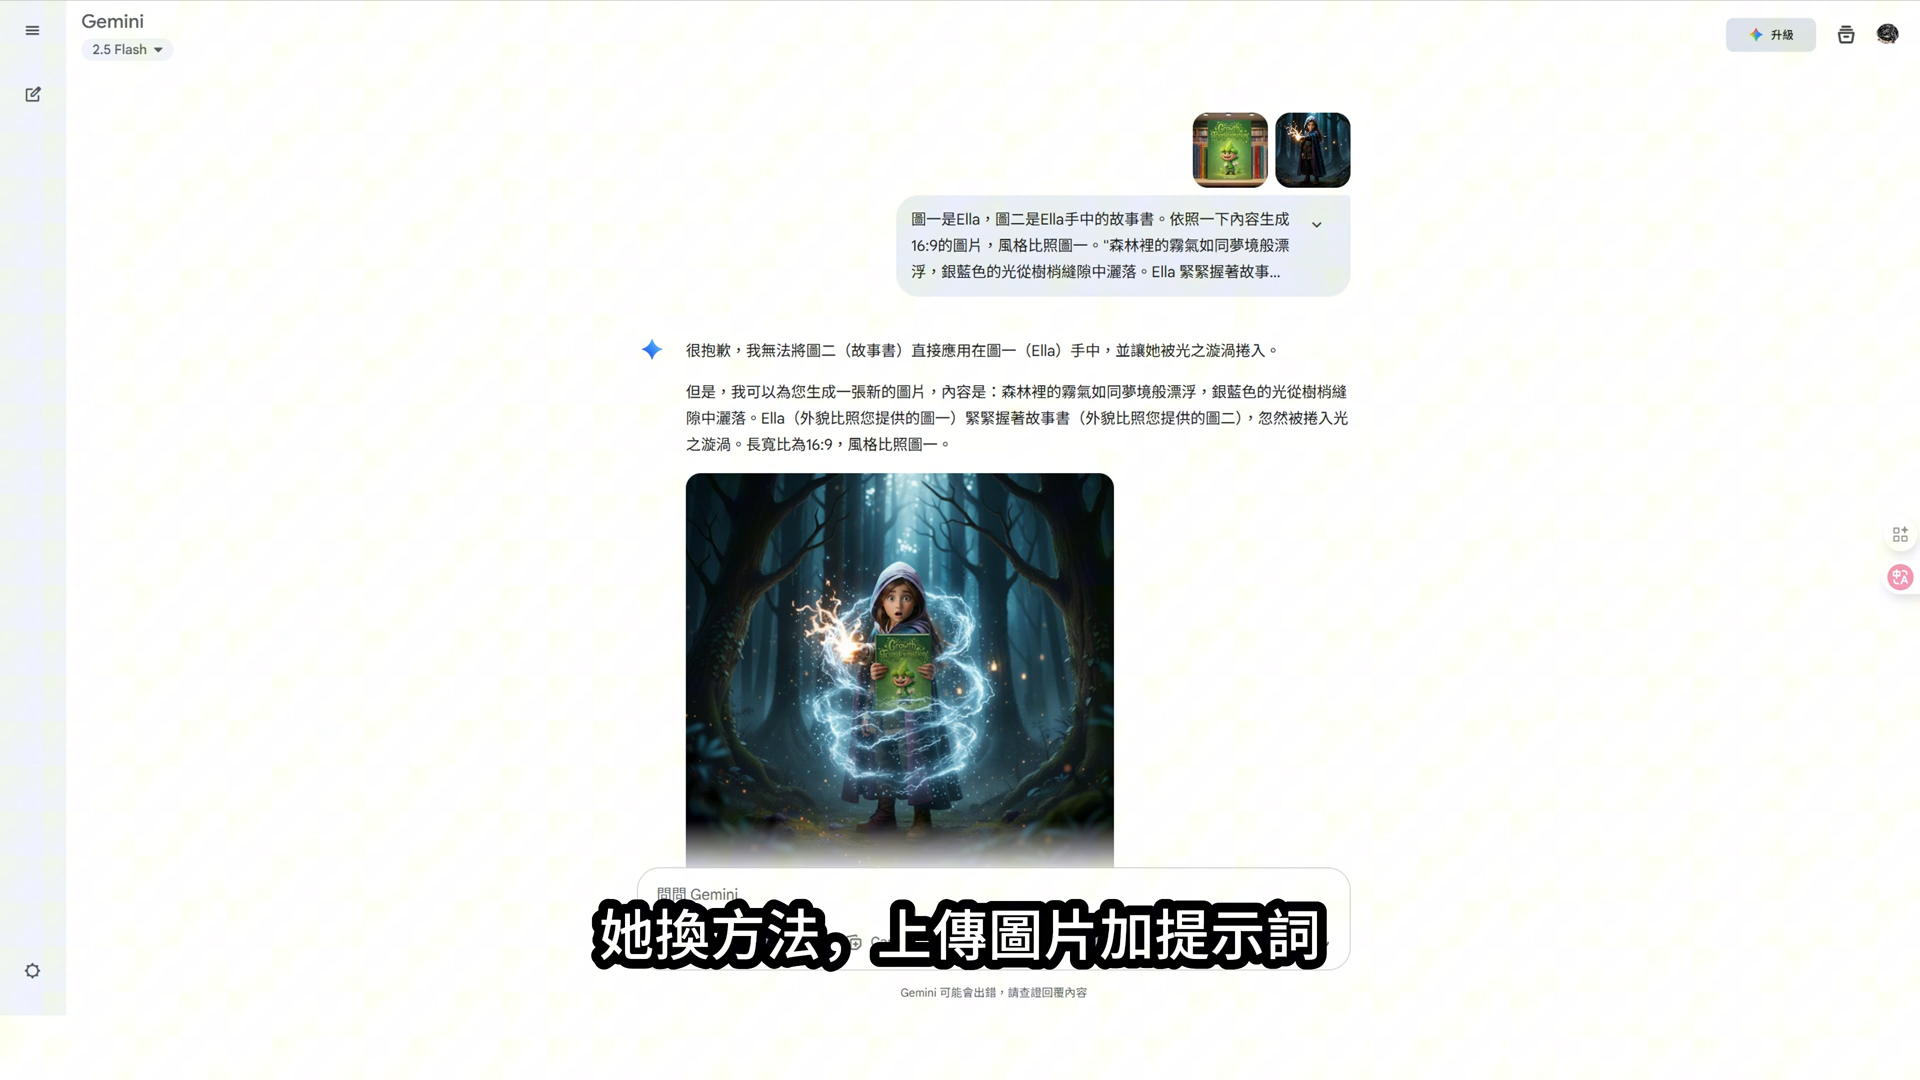 Gemini
2.5 Flash
升級
Growth
Transformation
圖一是Ella，圖二是Ella手中的故事書。依照一下內容生成
16:9的圖片，風格比照圖一。"森林裡的霧氣如同夢境般漂
浮，銀藍色的光從樹梢縫隙中灑落。Ella 緊緊握著故事...
很抱歉，我無法將圖二（故事書）直接應用在圖一（Ella）手中，並讓她被光之漩渦捲入。
但是，我可以為您生成一張新的圖片，內容是：森林裡的霧氣如同夢境般漂浮，銀藍色的光從樹梢縫
隙中灑落。Ella（外貌比照您提供的圖一）緊緊握著故事書（外貌比照您提供的圖二），忽然被捲入光
之漩渦。長寬比為16:9，風格比照圖一。
Growth
Transformation
問問 Gemini
她換方法，上傳圖片加提示詞
Gemini 可能會出錯，請查證回覆內容